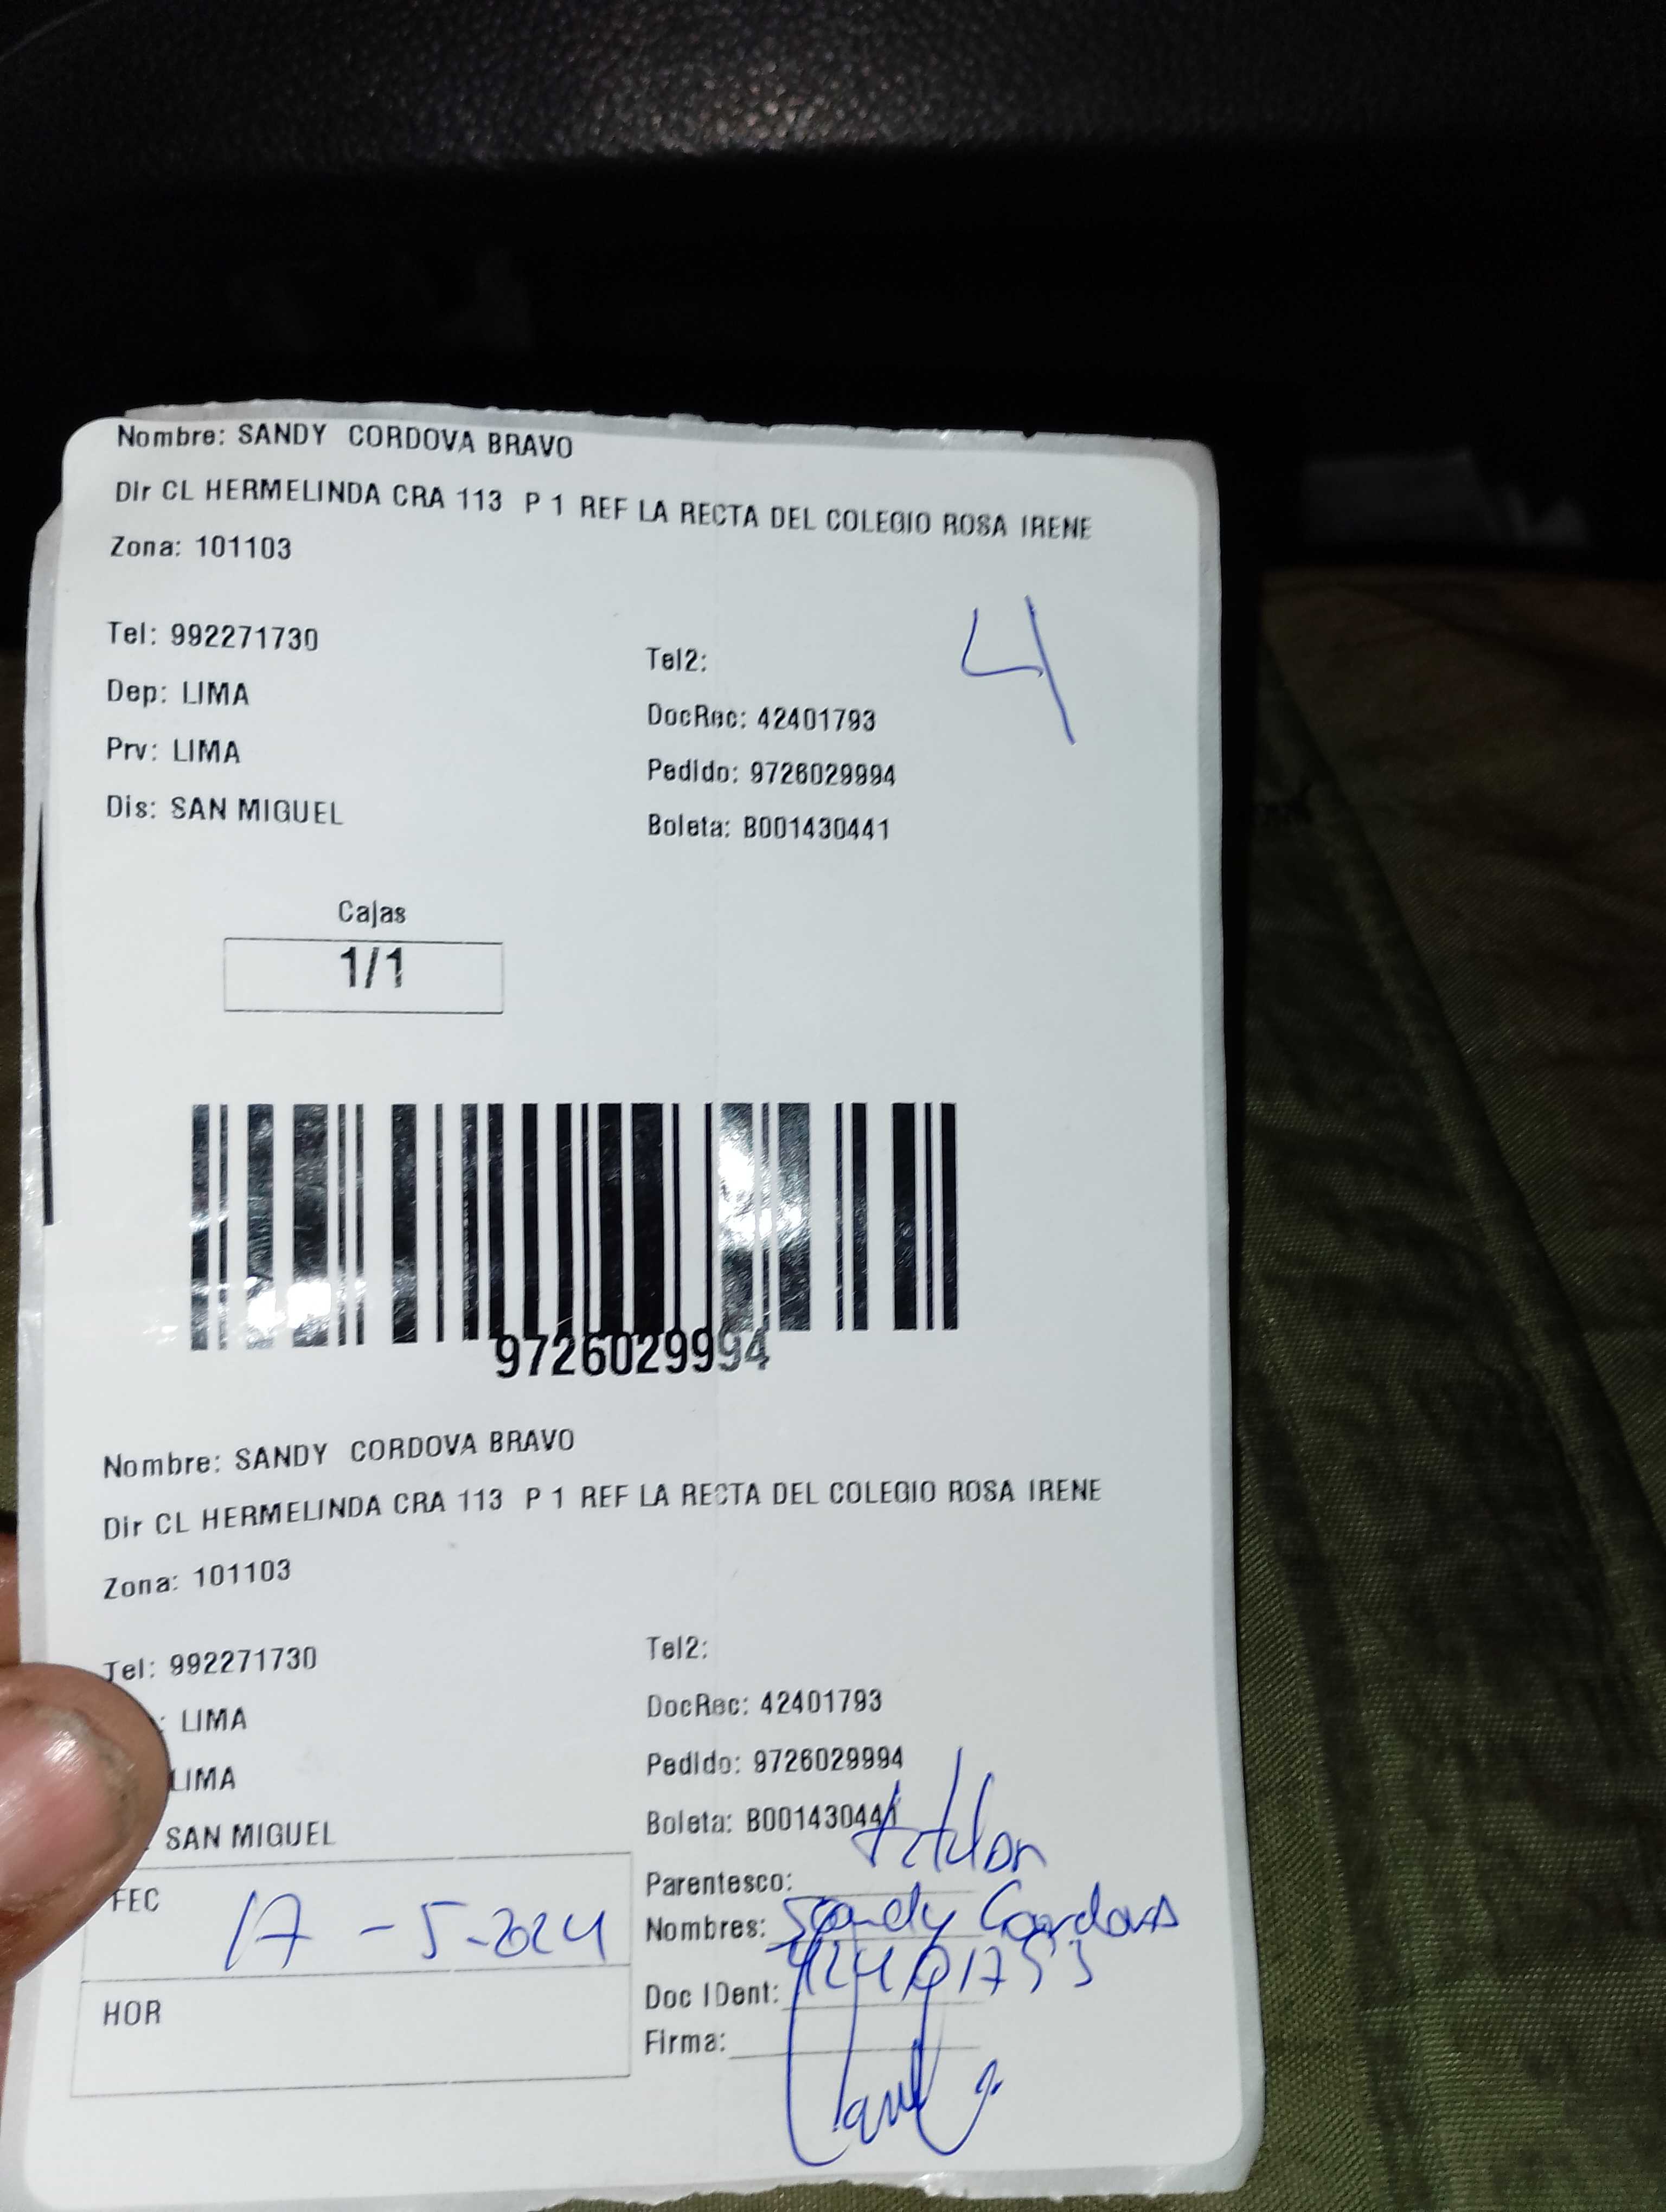 Nombre: SANDY CORDOVA BRAVO
Dir CL HERMELINDA CRA 113 P 1 REF LA RECTA DEL COLEGIO ROSA IRENE
Zona: 101103
4
Tel: 992271730
Tel2:
Dep: LIMA
DocRec: 42401793
Prv: LIMA
Pedido: 9726029994
Dis: SAN MIGUEL
Boleta: B001430441
Cajas
1/1
9726029994
Nombre: SANDY CORDOVA BRAVO
Dir CL HERMELINDA CRA 113 P 1 REF LA RECTA DEL COLEGIO ROSA IRENE
Zona: 101103
Tel: 992271730
Tel2:
: LIMA
DocRec: 42401793
LIMA
Pedido: 9726029994
SAN MIGUEL
Boleta: B001430441
Parentesco:
FEC 17 - 5-2024
Nombres: Sandy Cordova
Doc IDent: 42401793
HOR
Firma: